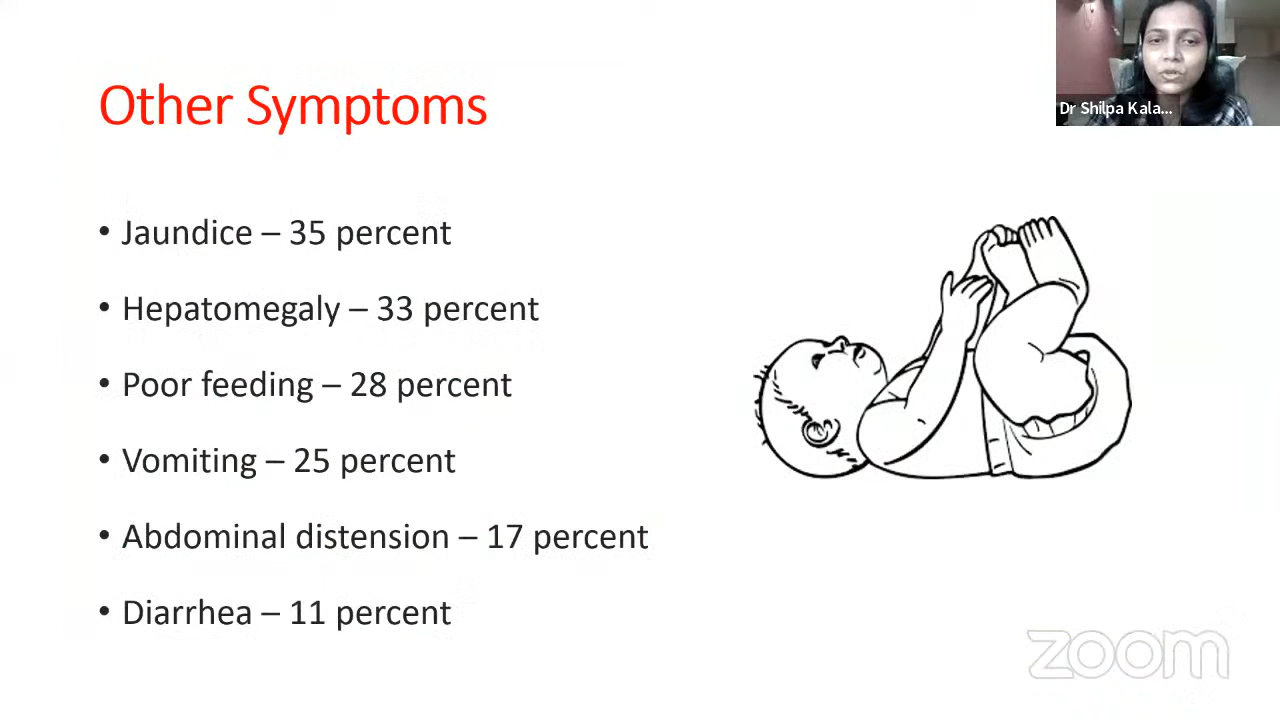 Other Symptoms
Dr Shilpa Kala...
• Jaundice – 35 percent
• Hepatomegaly – 33 percent
• Poor feeding – 28 percent
• Vomiting – 25 percent
• Abdominal distension – 17 percent
• Diarrhea – 11 percent
zoom